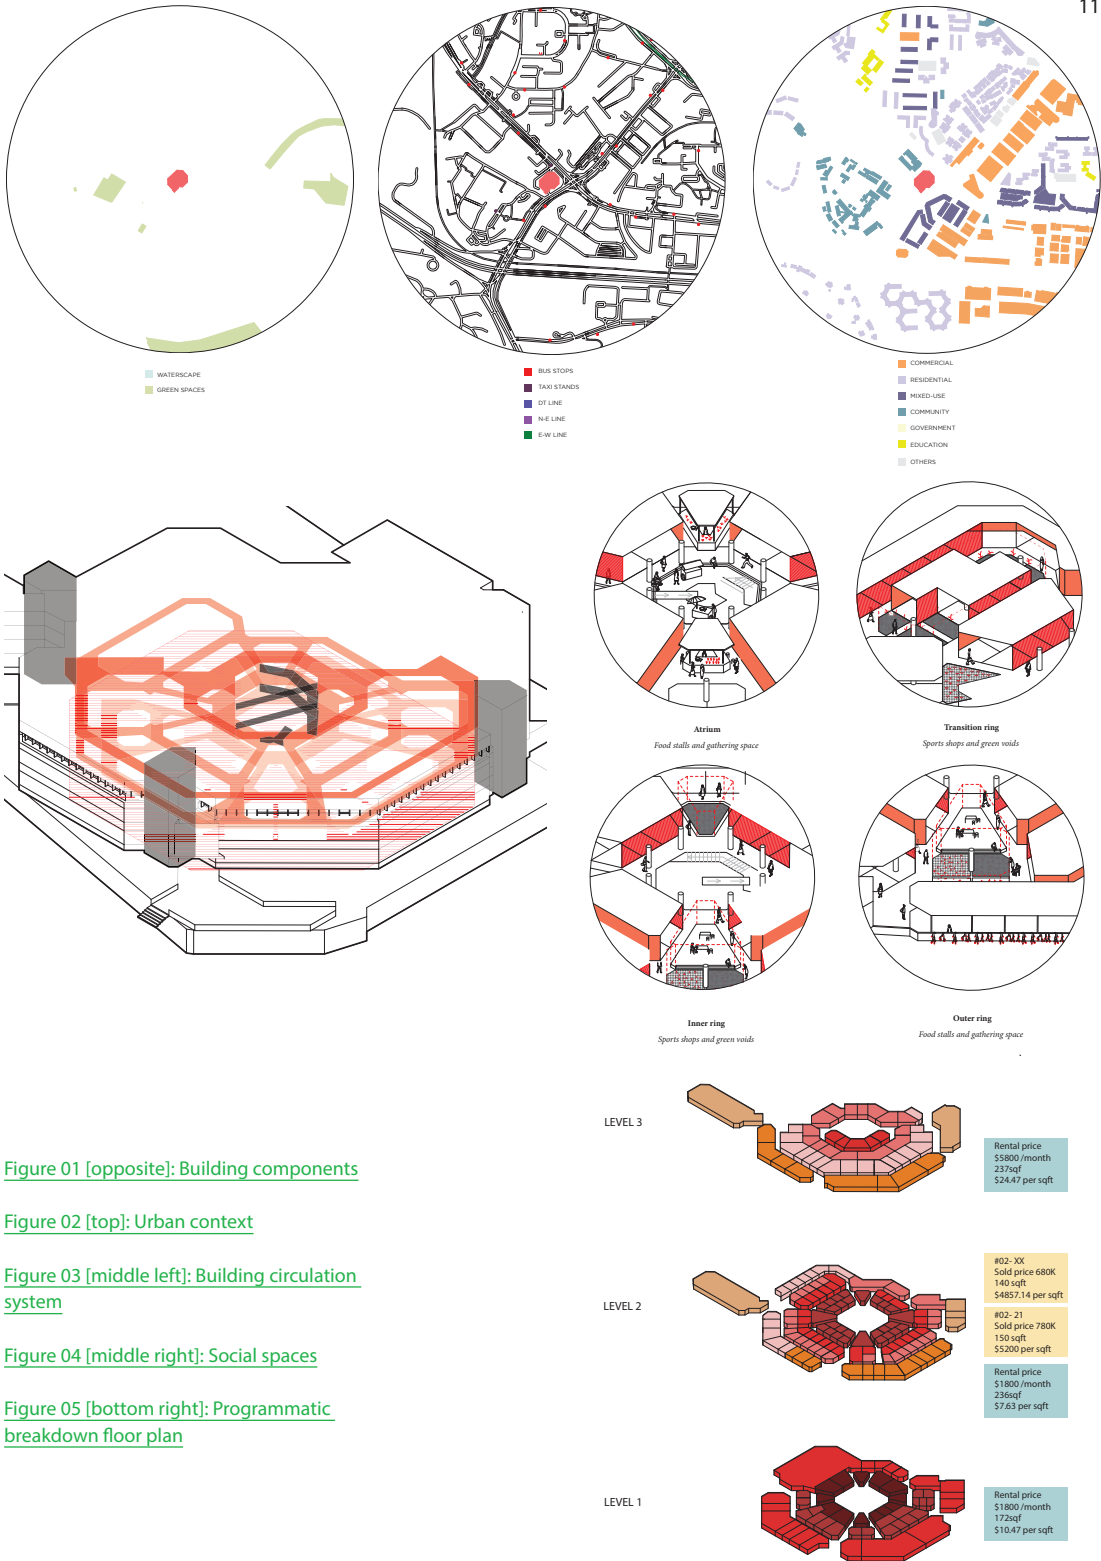 11
WATERSCAPE
GREEN SPACES
BUS STOPS
TAXI STANDS
DT LINE
N-E LINE
E-W LINE
COMMERCIAL
RESIDENTIAL
MIXED-USE
COMMUNITY
GOVERNMENT
EDUCATION
OTHERS
Atrium
Food stalls and gathering space
Transition ring
Sports shops and green voids
Inner ring
Sports shops and green voids
Outer ring
Food stalls and gathering space
Figure 01 [opposite]: Building components
Figure 02 [top]: Urban context
Figure 03 [middle left]: Building circulation
system
Figure 04 [middle right]: Social spaces
Figure 05 [bottom right]: Programmatic
breakdown floor plan
LEVEL 3
Rental price
$5800 /month
237sqf
$24.47 per sqft
LEVEL 2
#02- XX
Sold price 680K
140 sqft
$4857.14 per sqft
#02- 21
Sold price 780K
150 sqft
$5200 per sqft
Rental price
$1800 /month
236sqf
$7.63 per sqft
LEVEL 1
Rental price
$1800 /month
172sqf
$10.47 per sqft